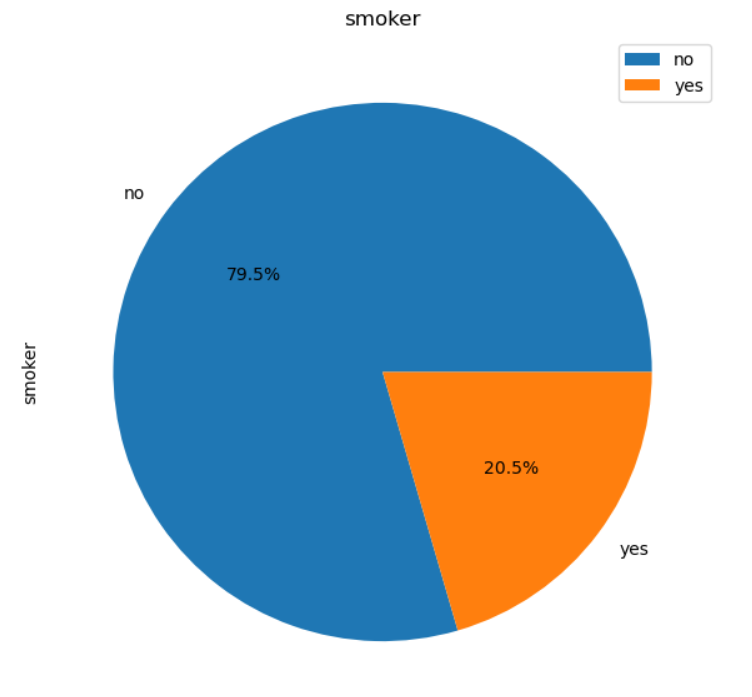 smoker
no
yes
no
79.5%
smoker
20.5%
yes